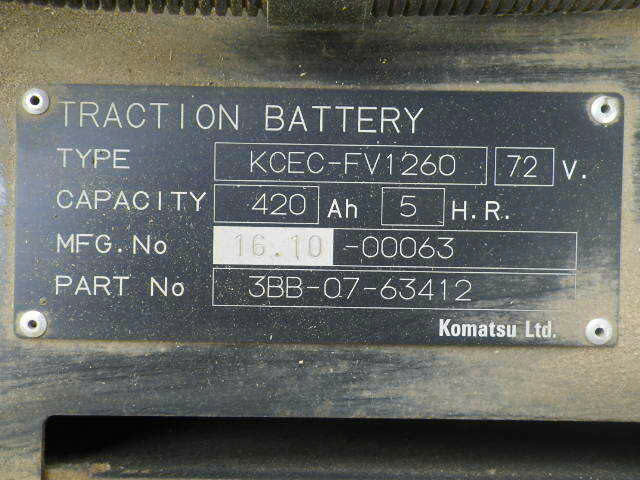 TRACTION BATTERY
TYPE KCEC-FV1260 72 V.
CAPACITY 420 Ah 5 H.R.
MFG.No 16.10 -00063
PART No 3BB-07-63412
Komatsu Ltd.